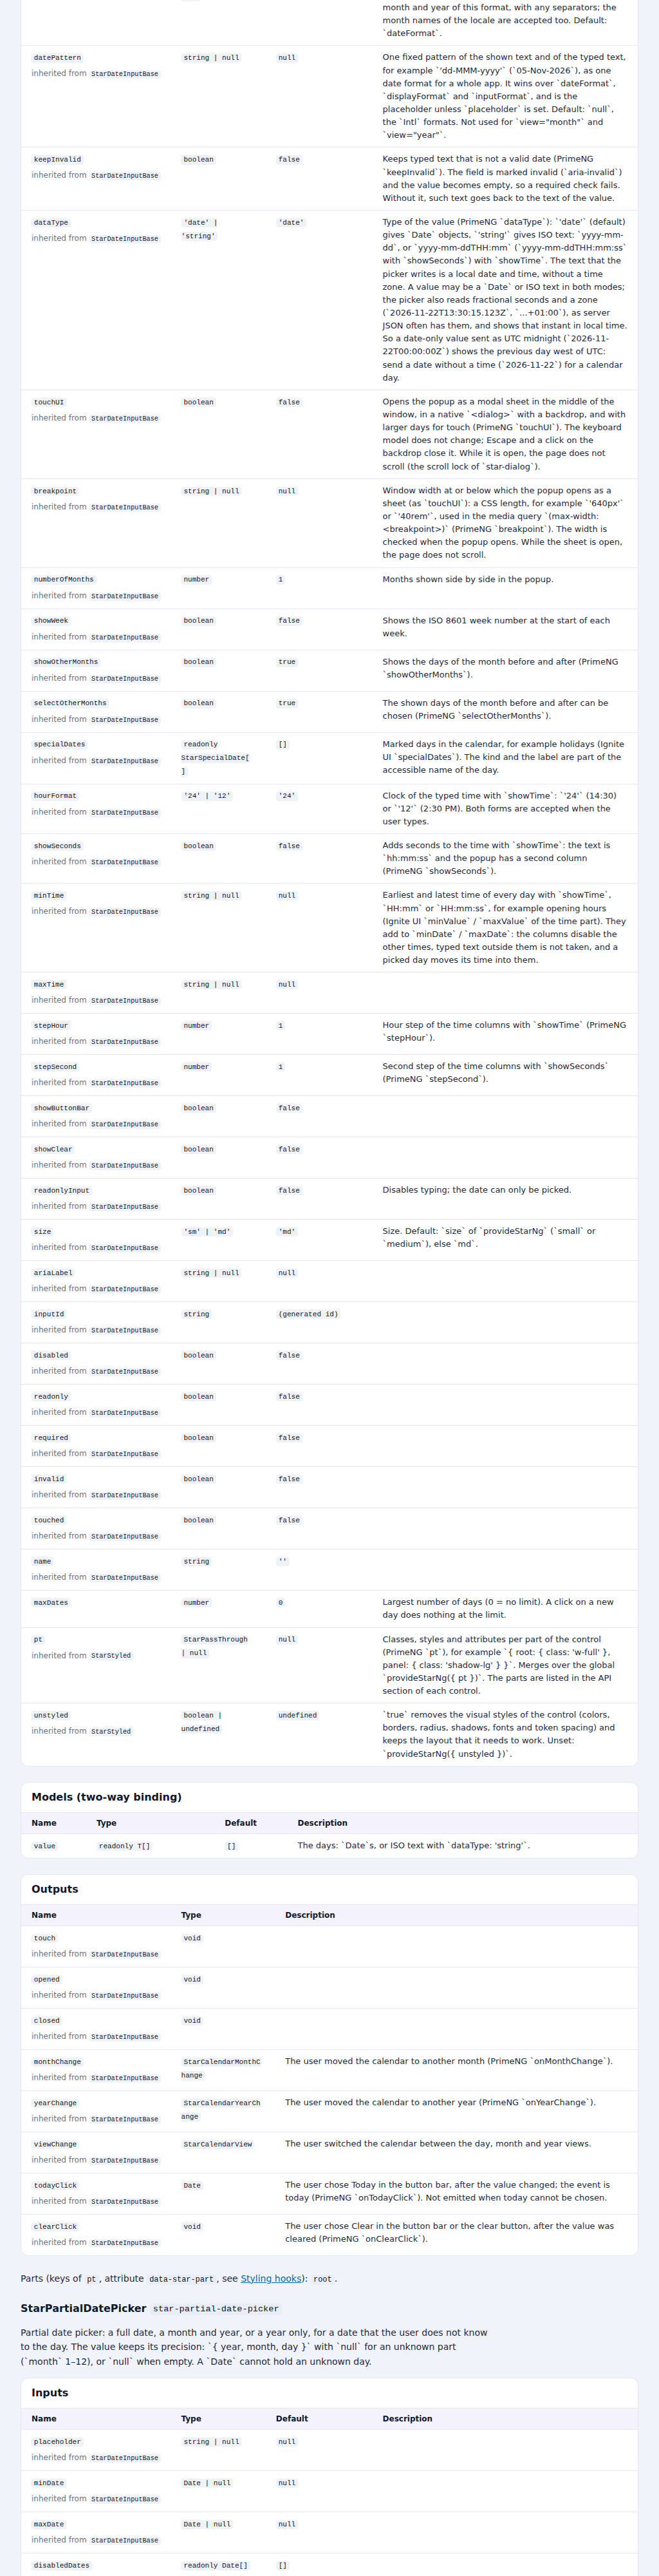 month and year of this format, with any separators; the
month names of the locale are accepted too. Default:
`dateFormat`.
datePattern string | null null One fixed pattern of the shown text and of the typed text,
inherited from StarDateInputBase for example `'dd-MMM-yyyy'` (`05-Nov-2026`), as one
date format for a whole app. It wins over `dateFormat`,
`displayFormat` and `inputFormat`, and is the
placeholder unless `placeholder` is set. Default: `null`,
the `Intl` formats. Not used for `view="month"` and
`view="year"`.
keepInvalid boolean false Keeps typed text that is not a valid date (PrimeNG
inherited from StarDateInputBase `keepInvalid`). The field is marked invalid (`aria-invalid`)
and the value becomes empty, so a required check fails.
Without it, such text goes back to the text of the value.
dataType 'date' | 'date' Type of the value (PrimeNG `dataType`): `'date'` (default)
inherited from StarDateInputBase 'string' gives `Date` objects, `'string'` gives ISO text: `yyyy-mm-
dd`, or `yyyy-mm-ddTHH:mm` (`yyyy-mm-ddTHH:mm:ss`
with `showSeconds`) with `showTime`. The text that the
picker writes is a local date and time, without a time
zone. A value may be a `Date` or ISO text in both modes;
the picker also reads fractional seconds and a zone
(`2026-11-22T13:30:15.123Z`, `...+01:00`), as server
JSON often has them, and shows that instant in local time.
So a date-only value sent as UTC midnight (`2026-11-
22T00:00:00Z`) shows the previous day west of UTC:
send a date without a time (`2026-11-22`) for a calendar
day.
touchUI boolean false Opens the popup as a modal sheet in the middle of the
inherited from StarDateInputBase window, in a native `<dialog>` with a backdrop, and with
larger days for touch (PrimeNG `touchUI`). The keyboard
model does not change; Escape and a click on the
backdrop close it. While it is open, the page does not
scroll (the scroll lock of `star-dialog`).
breakpoint string | null null Window width at or below which the popup opens as a
inherited from StarDateInputBase sheet (as `touchUI`): a CSS length, for example `'640px'`
or `'40rem'`, used in the media query `(max-width:
<breakpoint>)` (PrimeNG `breakpoint`). The width is
checked when the popup opens. While the sheet is open,
the page does not scroll.
numberOfMonths number 1 Months shown side by side in the popup.
inherited from StarDateInputBase
showWeek boolean false Shows the ISO 8601 week number at the start of each
inherited from StarDateInputBase week.
showOtherMonths boolean true Shows the days of the month before and after (PrimeNG
inherited from StarDateInputBase `showOtherMonths`).
selectOtherMonths boolean true The shown days of the month before and after can be
inherited from StarDateInputBase chosen (PrimeNG `selectOtherMonths`).
specialDates readonly [] Marked days in the calendar, for example holidays (Ignite
inherited from StarDateInputBase StarSpecialDate[ UI `specialDates`). The kind and the label are part of the
] accessible name of the day.
hourFormat '24' | '12' '24' Clock of the typed time with `showTime`: `'24'` (14:30)
inherited from StarDateInputBase or `'12'` (2:30 PM). Both forms are accepted when the
user types.
showSeconds boolean false Adds seconds to the time with `showTime`: the text is
inherited from StarDateInputBase `hh:mm:ss` and the popup has a second column
(PrimeNG `showSeconds`).
minTime string | null null Earliest and latest time of every day with `showTime`,
inherited from StarDateInputBase `HH:mm` or `HH:mm:ss`, for example opening hours
(Ignite UI `minValue` / `maxValue` of the time part). They
add to `minDate` / `maxDate`: the columns disable the
other times, typed text outside them is not taken, and a
picked day moves its time into them.
maxTime string | null null
inherited from StarDateInputBase
stepHour number 1 Hour step of the time columns with `showTime` (PrimeNG
inherited from StarDateInputBase `stepHour`).
stepSecond number 1 Second step of the time columns with `showSeconds`
inherited from StarDateInputBase (PrimeNG `stepSecond`).
showButtonBar boolean false
inherited from StarDateInputBase
showClear boolean false
inherited from StarDateInputBase
readonlyInput boolean false Disables typing; the date can only be picked.
inherited from StarDateInputBase
size 'sm' | 'md' 'md' Size. Default: `size` of `provideStarNg` (`small` or
inherited from StarDateInputBase `medium`), else `md`.
ariaLabel string | null null
inherited from StarDateInputBase
inputId string (generated id)
inherited from StarDateInputBase
disabled boolean false
inherited from StarDateInputBase
readonly boolean false
inherited from StarDateInputBase
required boolean false
inherited from StarDateInputBase
invalid boolean false
inherited from StarDateInputBase
touched boolean false
inherited from StarDateInputBase
name string ''
inherited from StarDateInputBase
maxDates number 0 Largest number of days (0 = no limit). A click on a new
day does nothing at the limit.
pt StarPassThrough null Classes, styles and attributes per part of the control
inherited from StarStyled | null (PrimeNG `pt`), for example `{ root: { class: 'w-full' },
panel: { class: 'shadow-lg' } }`. Merges over the global
`provideStarNg({ pt })`. The parts are listed in the API
section of each control.
unstyled boolean | undefined `true` removes the visual styles of the control (colors,
inherited from StarStyled undefined borders, radius, shadows, fonts and token spacing) and
keeps the layout that it needs to work. Unset:
`provideStarNg({ unstyled })`.
Models (two-way binding)
Name Type Default Description
value readonly T[] [] The days: `Date`s, or ISO text with `dataType: 'string'`.
Outputs
Name Type Description
touch void
inherited from StarDateInputBase
opened void
inherited from StarDateInputBase
closed void
inherited from StarDateInputBase
monthChange StarCalendarMonthC The user moved the calendar to another month (PrimeNG `onMonthChange`).
inherited from StarDateInputBase hange
yearChange StarCalendarYearCh The user moved the calendar to another year (PrimeNG `onYearChange`).
inherited from StarDateInputBase ange
viewChange StarCalendarView The user switched the calendar between the day, month and year views.
inherited from StarDateInputBase
todayClick Date The user chose Today in the button bar, after the value changed; the event is
inherited from StarDateInputBase today (PrimeNG `onTodayClick`). Not emitted when today cannot be chosen.
clearClick void The user chose Clear in the button bar or the clear button, after the value was
inherited from StarDateInputBase cleared (PrimeNG `onClearClick`).
Parts (keys of pt, attribute data-star-part, see Styling hooks): root.
StarPartialDatePicker star-partial-date-picker
Partial date picker: a full date, a month and year, or a year only, for a date that the user does not know
to the day. The value keeps its precision: `{ year, month, day }` with `null` for an unknown part
(`month` 1–12), or `null` when empty. A `Date` cannot hold an unknown day.
Inputs
Name Type Default Description
placeholder string | null null
inherited from StarDateInputBase
minDate Date | null null
inherited from StarDateInputBase
maxDate Date | null null
inherited from StarDateInputBase
disabledDates readonly Date[] []